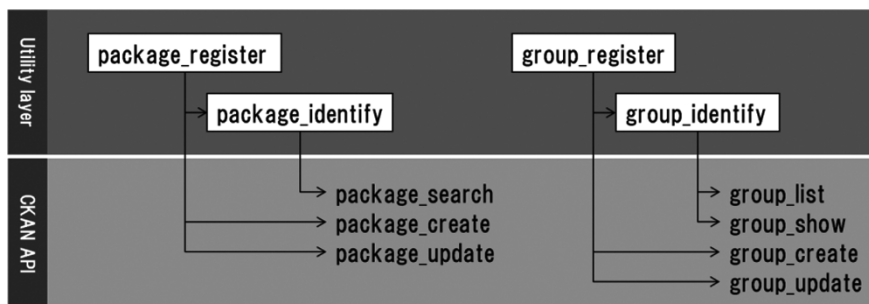 Utility layer
package_register
group_register
package_identify
group_identify
CKAN API
package_search
package_create
package_update
group_list
group_show
group_create
group_update